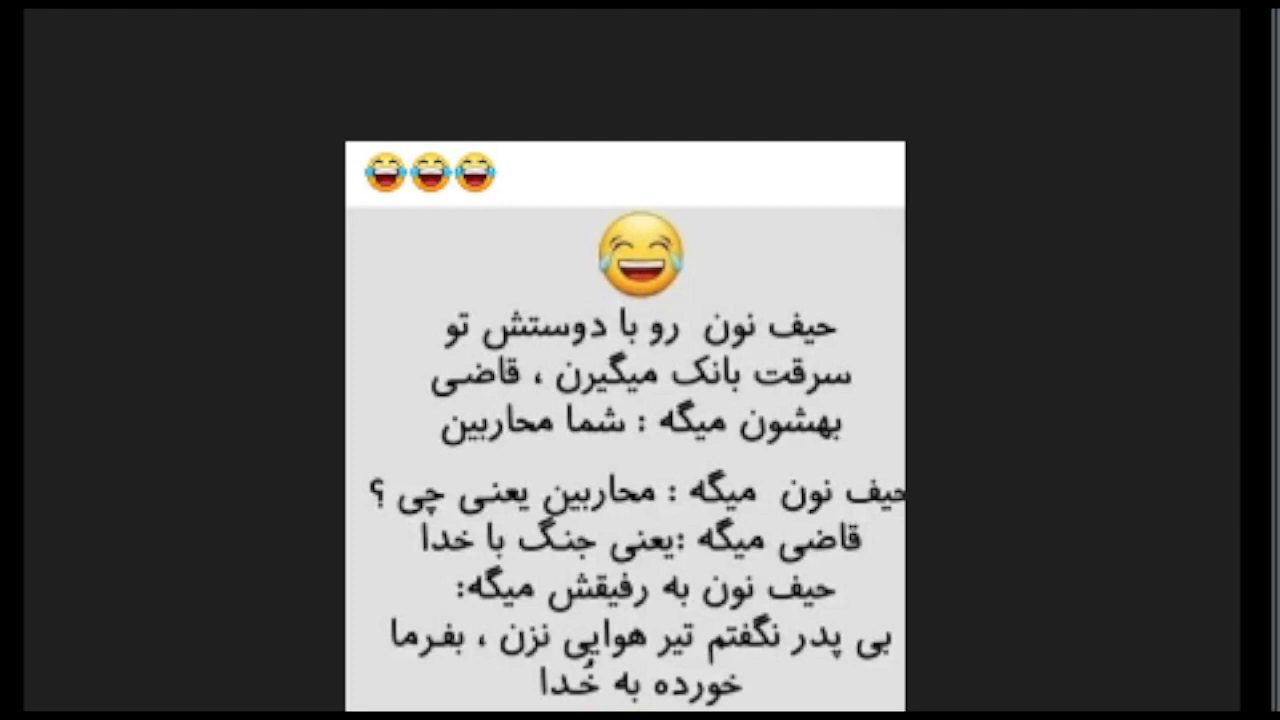 حیف نون رو با دوستش تو
سرقت بانک میگیرن ، قاضی
بهشون میگه : شما محاربین
حیف نون میگه : محاربین یعنی چی ؟
قاضی میگه :یعنی جنگ با خدا
حیف نون به رفیقش میگه:
بی پدر نگفتم تیر هوایی نزن ، بفرما
خورده به خُدا